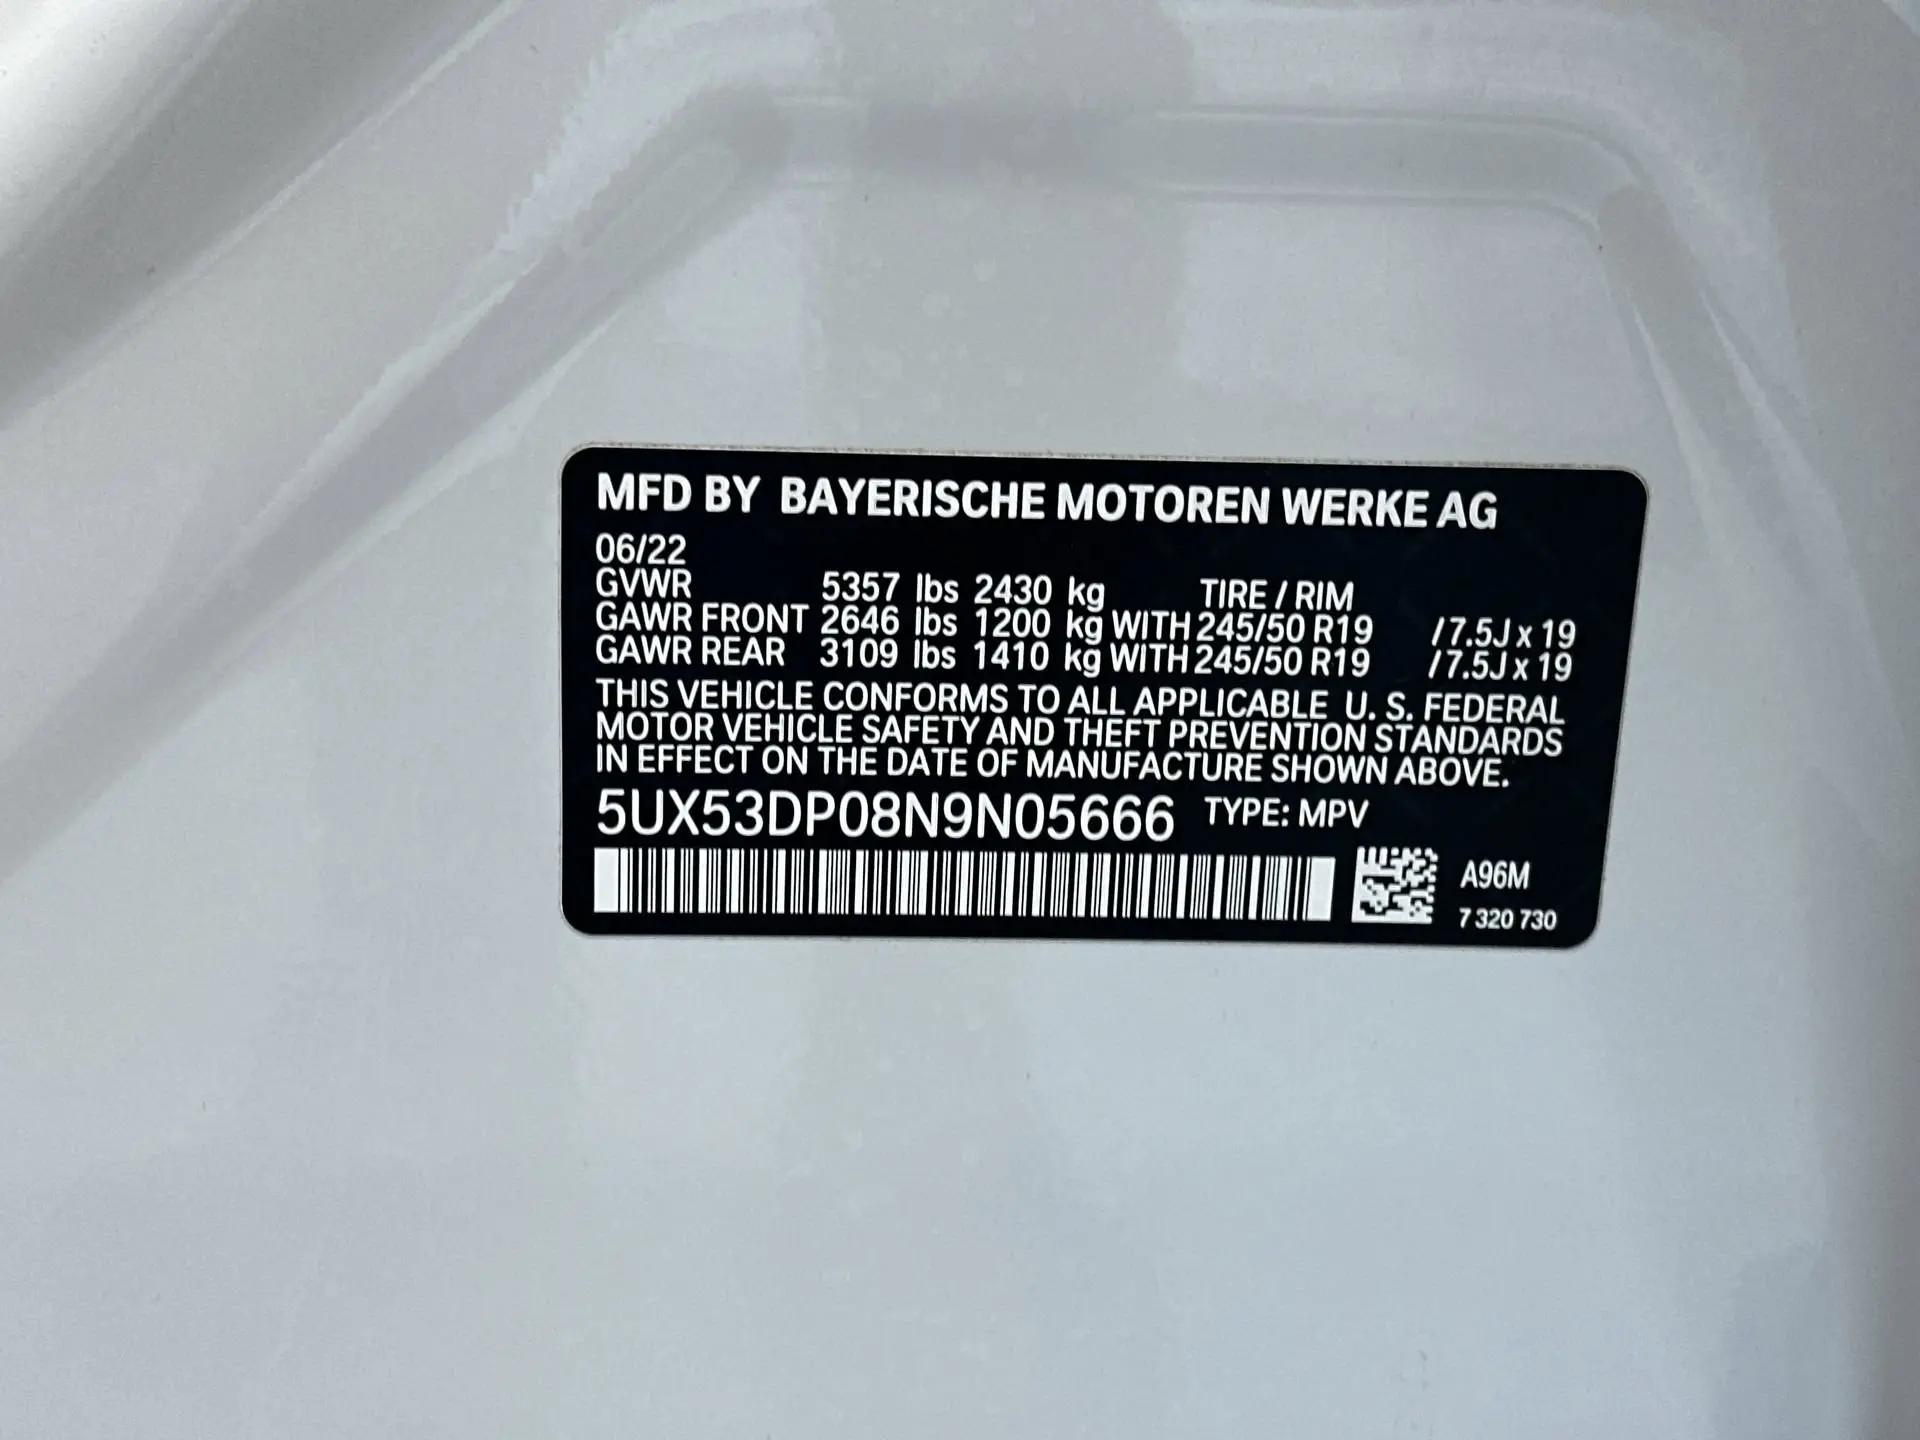 MFD BY BAYERISCHE MOTOREN WERKE AG
06/22
GVWR 5357 lbs 2430 kg TIRE / RIM
GAWR FRONT 2646 lbs 1200 kg WITH 245/50 R19 / 7.5J x 19
GAWR REAR 3109 lbs 1410 kg WITH 245/50 R19 / 7.5J x 19
THIS VEHICLE CONFORMS TO ALL APPLICABLE U. S. FEDERAL
MOTOR VEHICLE SAFETY AND THEFT PREVENTION STANDARDS
IN EFFECT ON THE DATE OF MANUFACTURE SHOWN ABOVE.
5UX53DP08N9N05666 TYPE: MPV
A96M
7 320 730